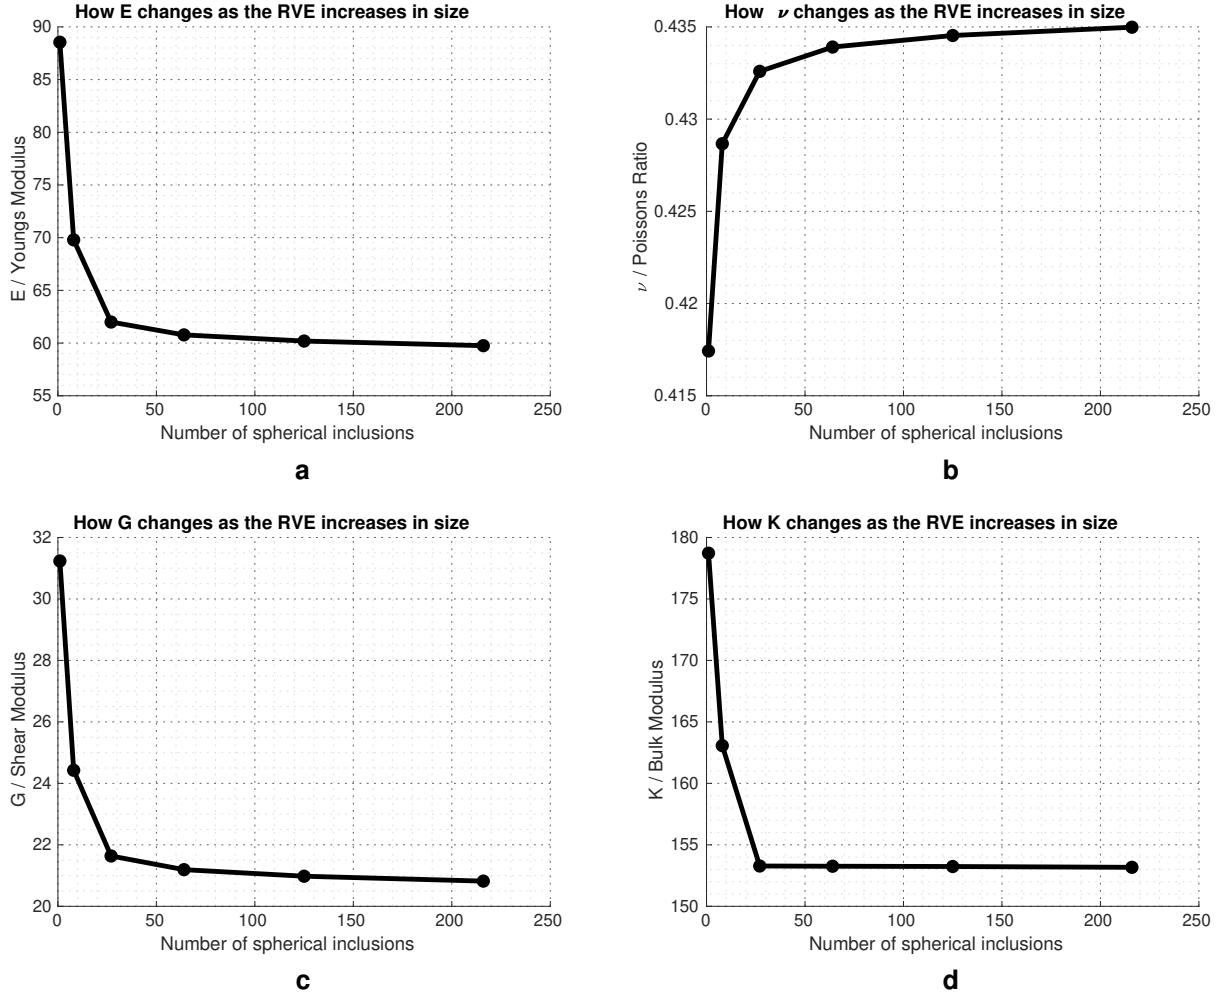 How E changes as the RVE increases in size
90
85
80
75
70
65
60
55
E / Youngs Modulus
0 50 100 150 200 250
Number of spherical inclusions
a
How ν changes as the RVE increases in size
0.435
0.43
0.425
0.42
0.415
ν / Poissons Ratio
0 50 100 150 200 250
Number of spherical inclusions
b
How G changes as the RVE increases in size
32
30
28
26
24
22
20
G / Shear Modulus
0 50 100 150 200 250
Number of spherical inclusions
c
How K changes as the RVE increases in size
180
175
170
165
160
155
150
K / Bulk Modulus
0 50 100 150 200 250
Number of spherical inclusions
d